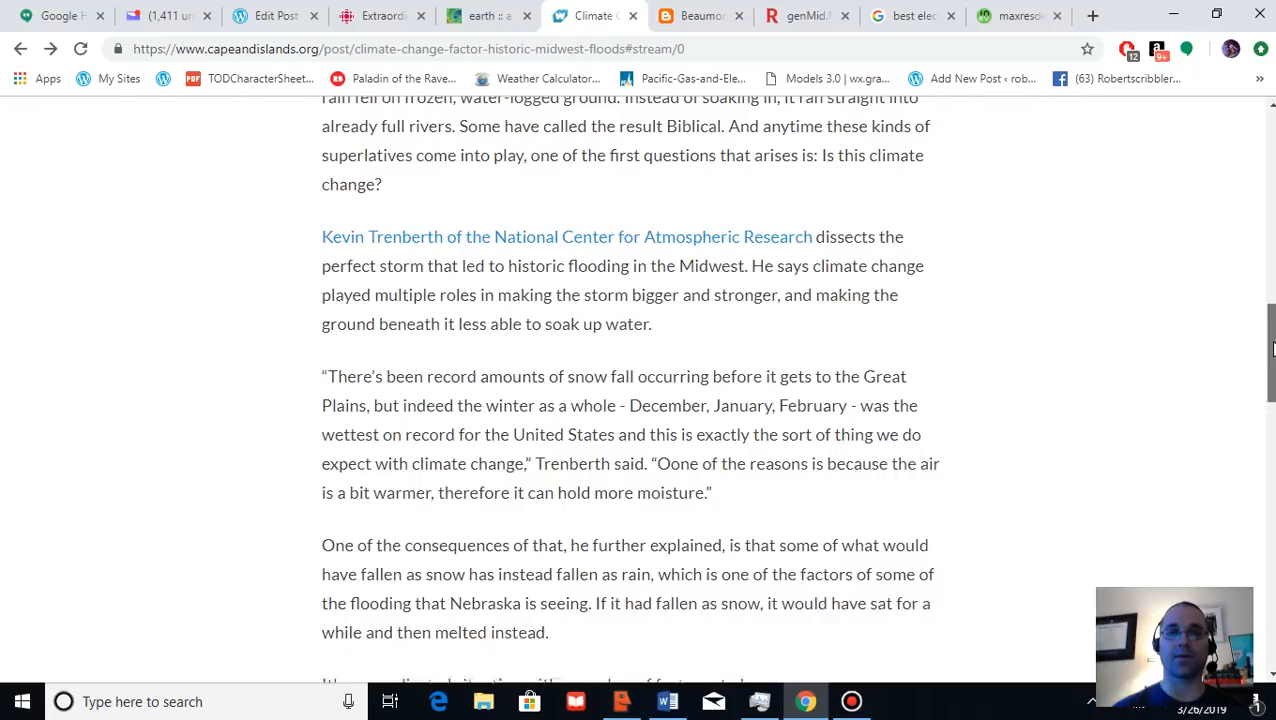 Google H
(1,411 un
Edit Post
Extraordi
earth :: a
Climate C
Beaumon
genMid.M
best elec
maxresde
https://www.capeandislands.org/post/climate-change-factor-historic-midwest-floods#stream/0
12
9+
Apps
My Sites
TODCharacterSheet...
Paladin of the Rave...
Weather Calculator...
Pacific-Gas-and-Ele...
Models 3.0 | wx.gra...
Add New Post ‹ rob...
(63) Robertscribbler...
»
rain fell on frozen, water-logged ground. Instead of soaking in, it ran straight into
already full rivers. Some have called the result Biblical. And anytime these kinds of
superlatives come into play, one of the first questions that arises is: Is this climate
change?
Kevin Trenberth of the National Center for Atmospheric Research dissects the
perfect storm that led to historic flooding in the Midwest. He says climate change
played multiple roles in making the storm bigger and stronger, and making the
ground beneath it less able to soak up water.
“There's been record amounts of snow fall occurring before it gets to the Great
Plains, but indeed the winter as a whole - December, January, February - was the
wettest on record for the United States and this is exactly the sort of thing we do
expect with climate change,” Trenberth said. “Oone of the reasons is because the air
is a bit warmer, therefore it can hold more moisture.”
One of the consequences of that, he further explained, is that some of what would
have fallen as snow has instead fallen as rain, which is one of the factors of some of
the flooding that Nebraska is seeing. If it had fallen as snow, it would have sat for a
while and then melted instead.
Type here to search
3/26/2019